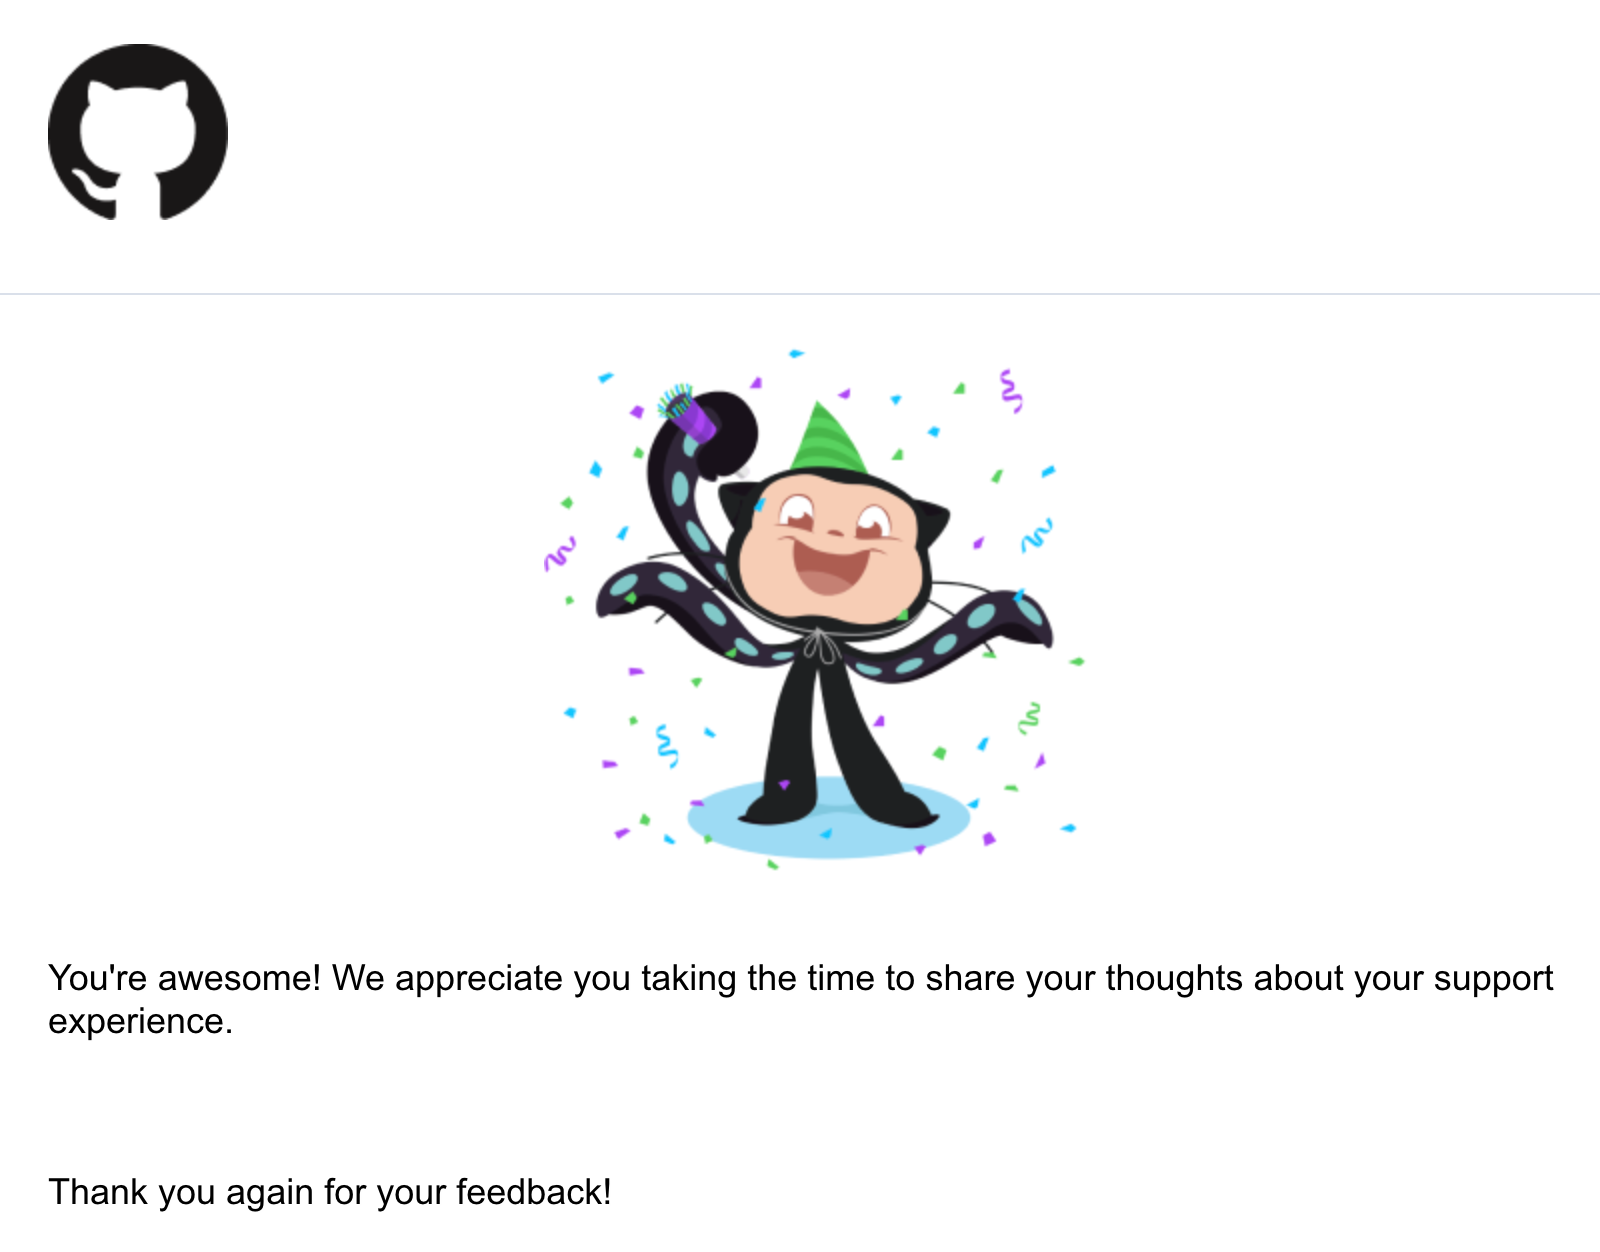 You're awesome! We appreciate you taking the time to share your thoughts about your support
experience.
Thank you again for your feedback!